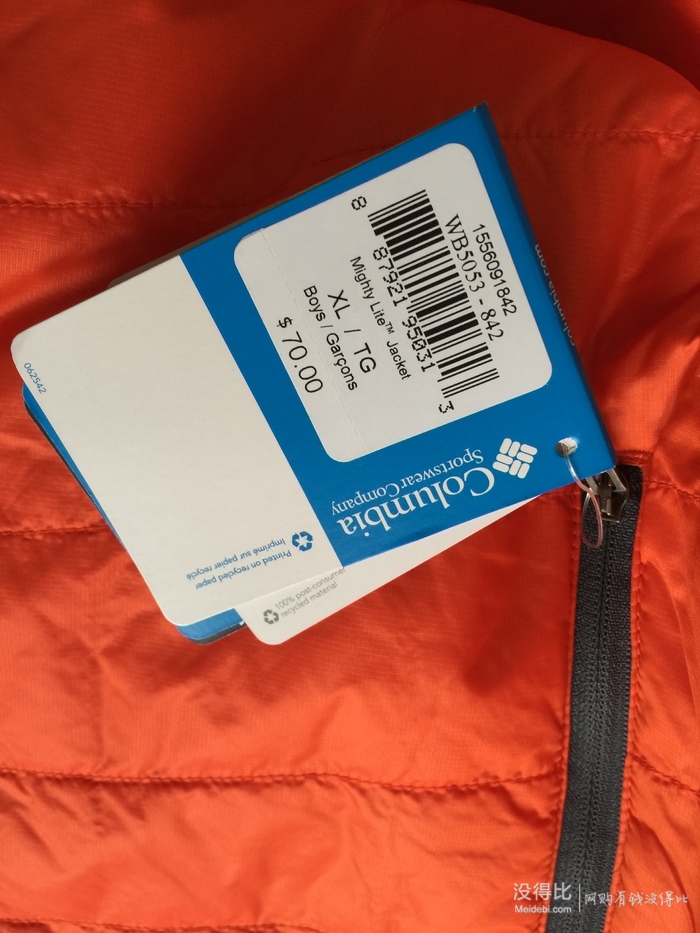 1556091842
WB5053 - 842
8 87921 95031 3
Mighty Lite™ Jacket
XL / TG
Boys / Garçons
$ 70.00
Columbia
Sportswear Company
columbia.com
062542
Printed on recycled paper
Imprimé sur papier recyclé
100% post-consumer
recycled material
没得比
Meidebi.com
网购有钱没得比